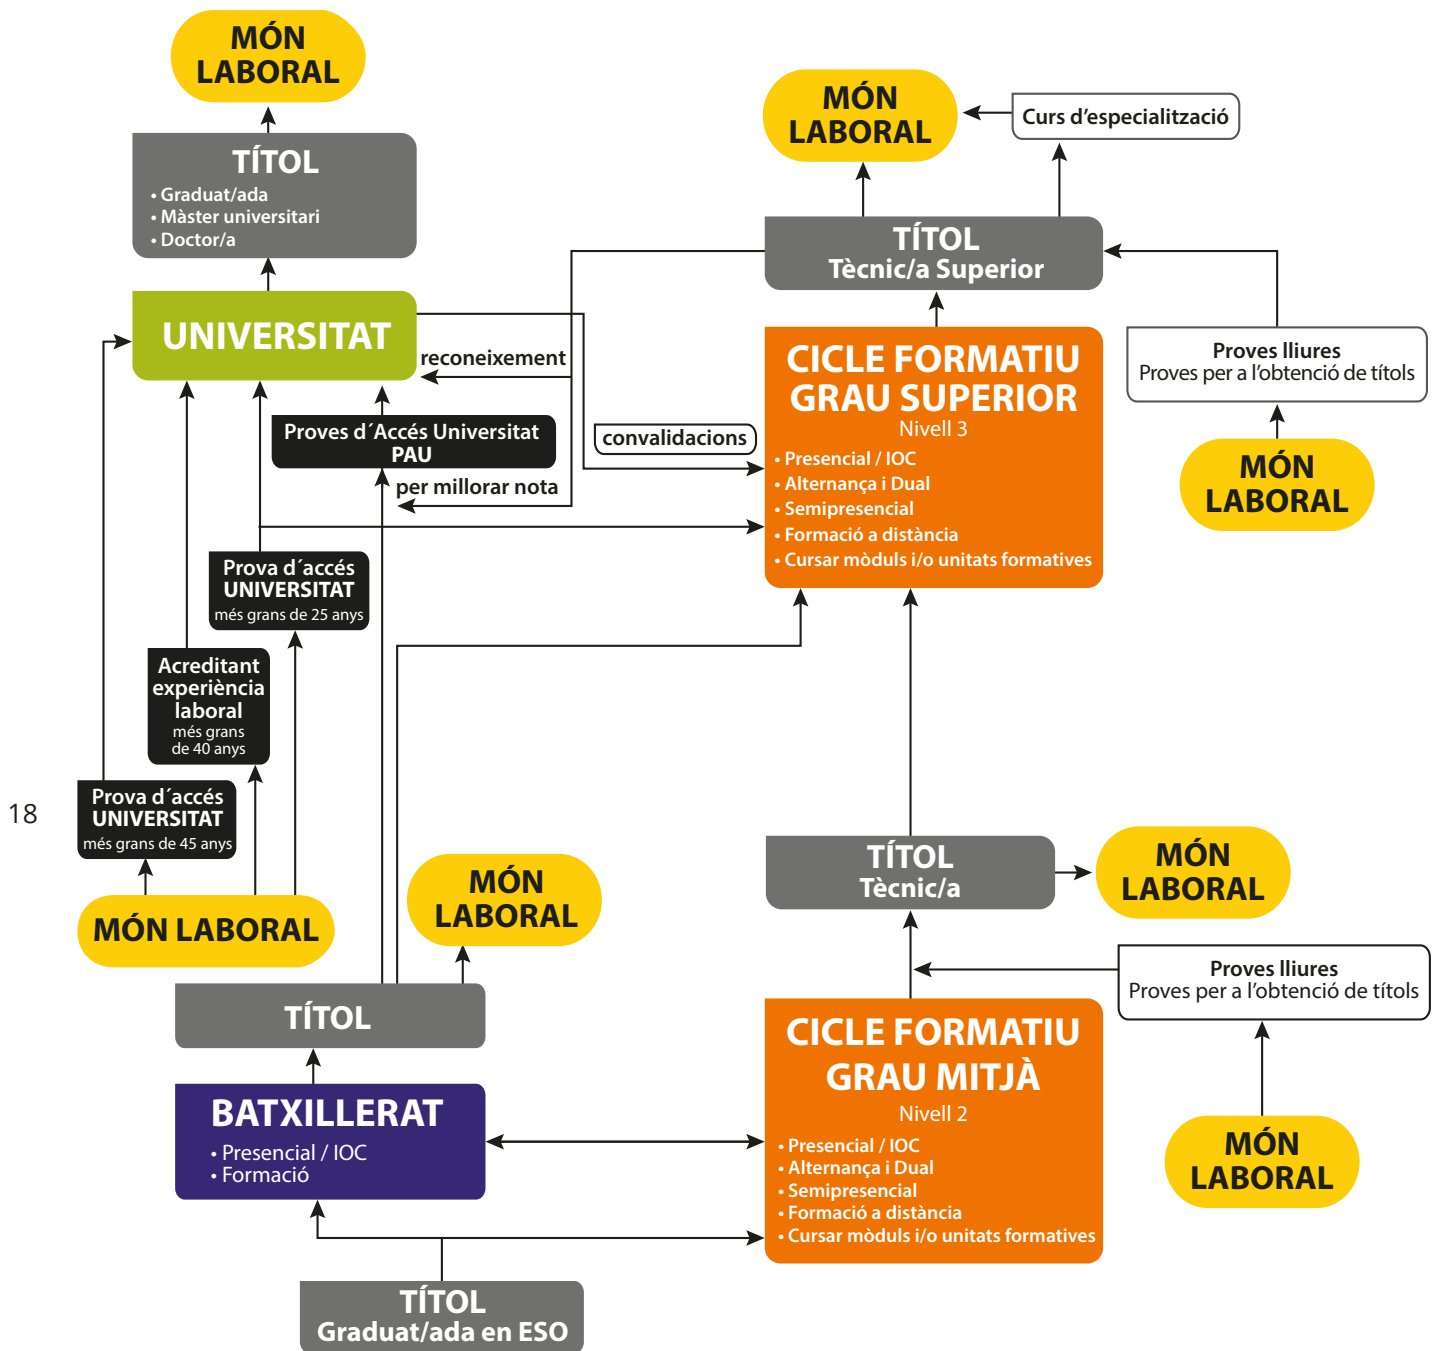 MÓN
LABORAL
TÍTOL
• Graduat/ada
• Màster universitari
• Doctor/a
UNIVERSITAT
MÓN
LABORAL
Curs d'especialització
TÍTOL
Tècnic/a Superior
reconeixement
Proves d´Accés Universitat
PAU
per millorar nota
convalidacions
CICLE FORMATIU
GRAU SUPERIOR
Nivell 3
• Presencial / IOC
• Alternança i Dual
• Semipresencial
• Formació a distància
• Cursar mòduls i/o unitats formatives
Proves lliures
Proves per a l'obtenció de títols
MÓN
LABORAL
Prova d´accés
UNIVERSITAT
més grans de 25 anys
Acreditant
experiència
laboral
més grans
de 40 anys
Prova d´accés
UNIVERSITAT
més grans de 45 anys
18
MÓN LABORAL
MÓN
LABORAL
TÍTOL
Tècnic/a
MÓN
LABORAL
TÍTOL
BATXILLERAT
• Presencial / IOC
• Formació
CICLE FORMATIU
GRAU MITJÀ
Nivell 2
• Presencial / IOC
• Alternança i Dual
• Semipresencial
• Formació a distància
• Cursar mòduls i/o unitats formatives
Proves lliures
Proves per a l'obtenció de títols
MÓN
LABORAL
TÍTOL
Graduat/ada en ESO